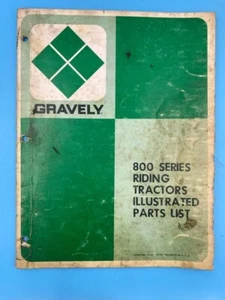 GRAVELY
800 SERIES
RIDING
TRACTORS
ILLUSTRATED
PARTS LIST